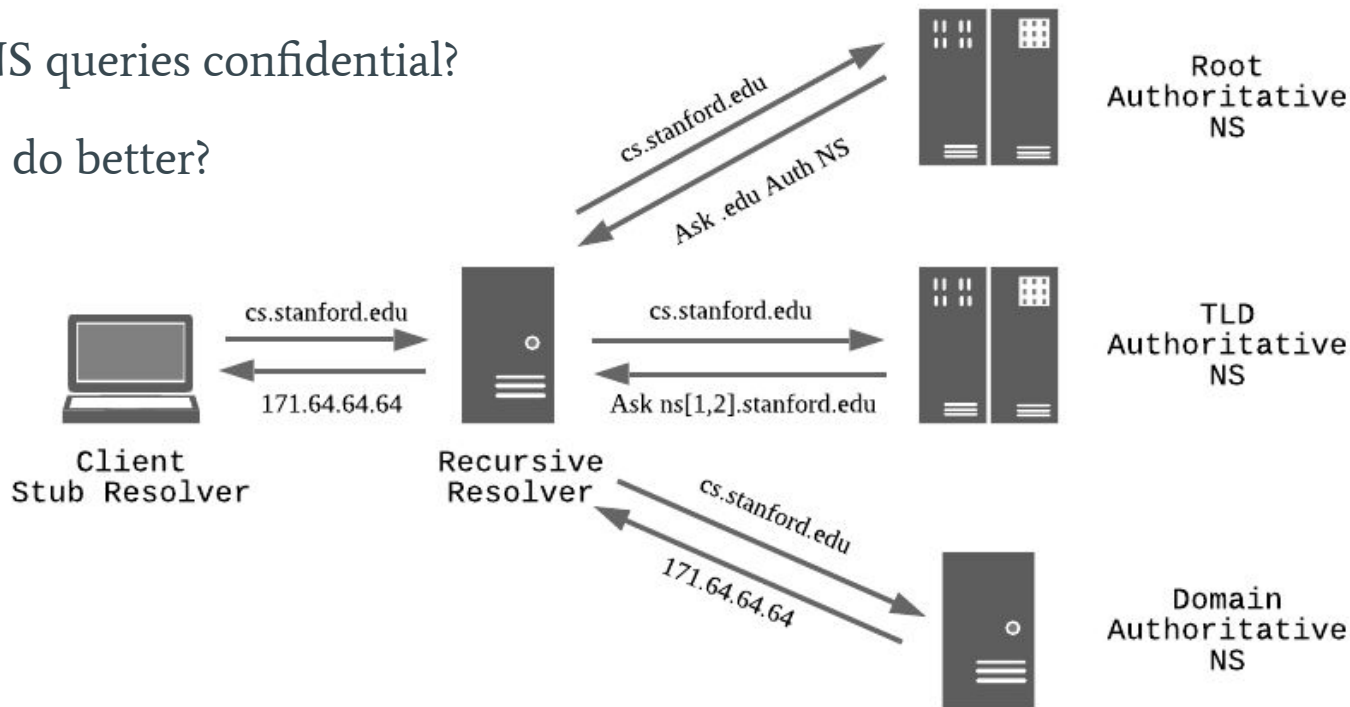 NS queries confidential?
do better?
cs.stanford.edu
Ask .edu Auth NS
Root
Authoritative
NS
cs.stanford.edu
171.64.64.64
cs.stanford.edu
Ask ns[1,2].stanford.edu
TLD
Authoritative
NS
Client
Stub Resolver
Recursive
Resolver
cs.stanford.edu
171.64.64.64
Domain
Authoritative
NS